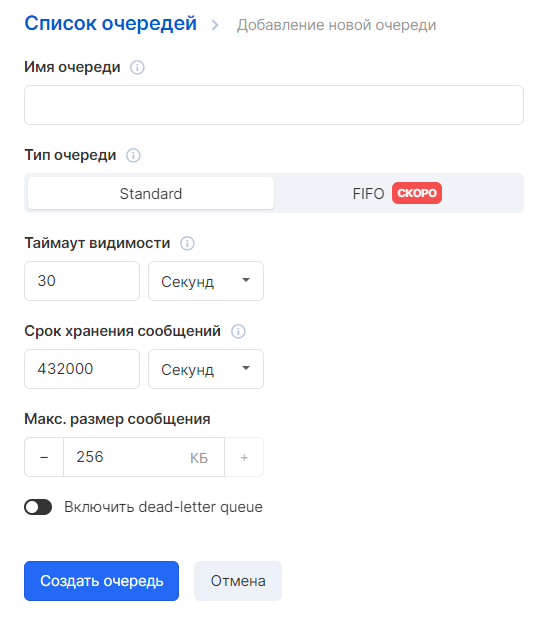 Список очередей > Добавление новой очереди
Имя очереди
Тип очереди
Standard FIFO СКОРО
Таймаут видимости
30 Секунд
Срок хранения сообщений
432000 Секунд
Макс. размер сообщения
− 256 КБ +
Включить dead-letter queue
Создать очередь Отмена